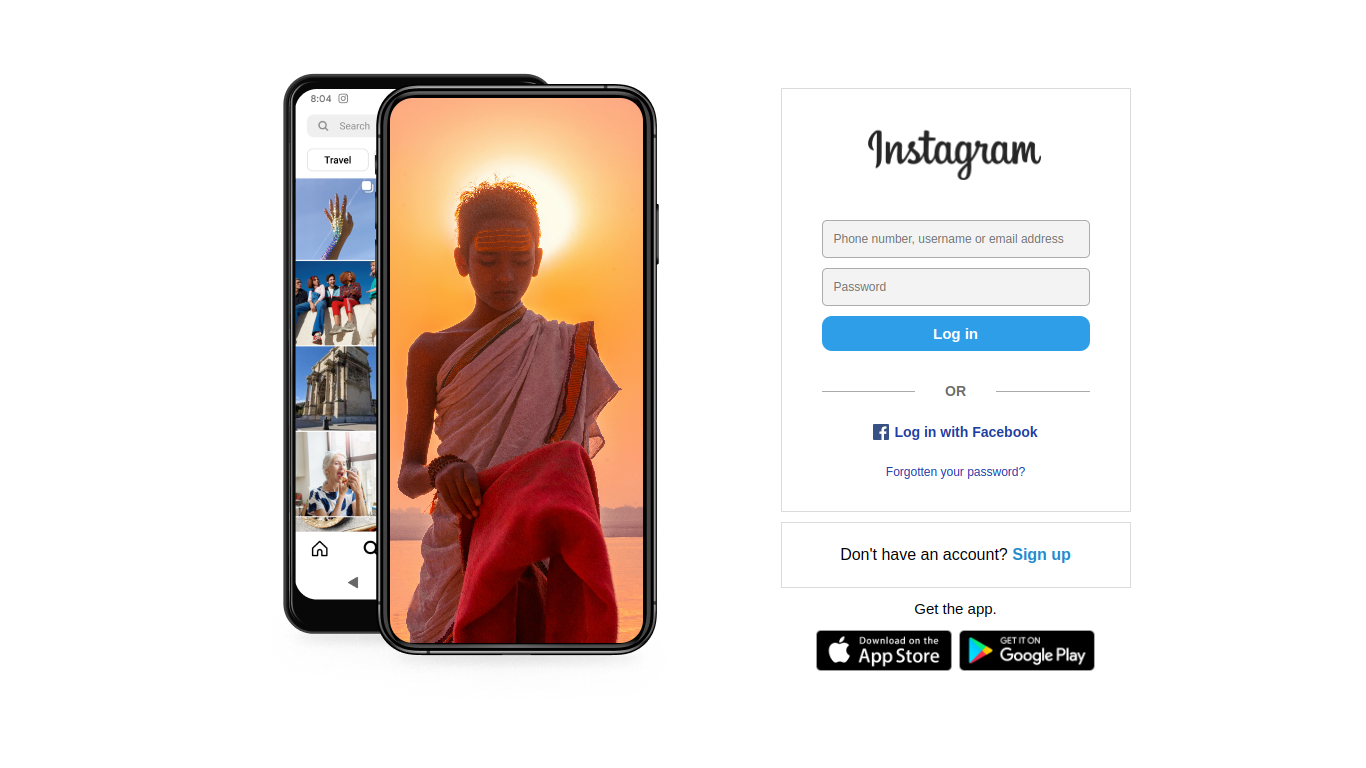 8:04
Search
Travel
Instagram
Phone number, username or email address
Password
Log in
OR
Log in with Facebook
Forgotten your password?
Don't have an account? Sign up
Get the app.
Download on the
App Store
GET IT ON
Google Play